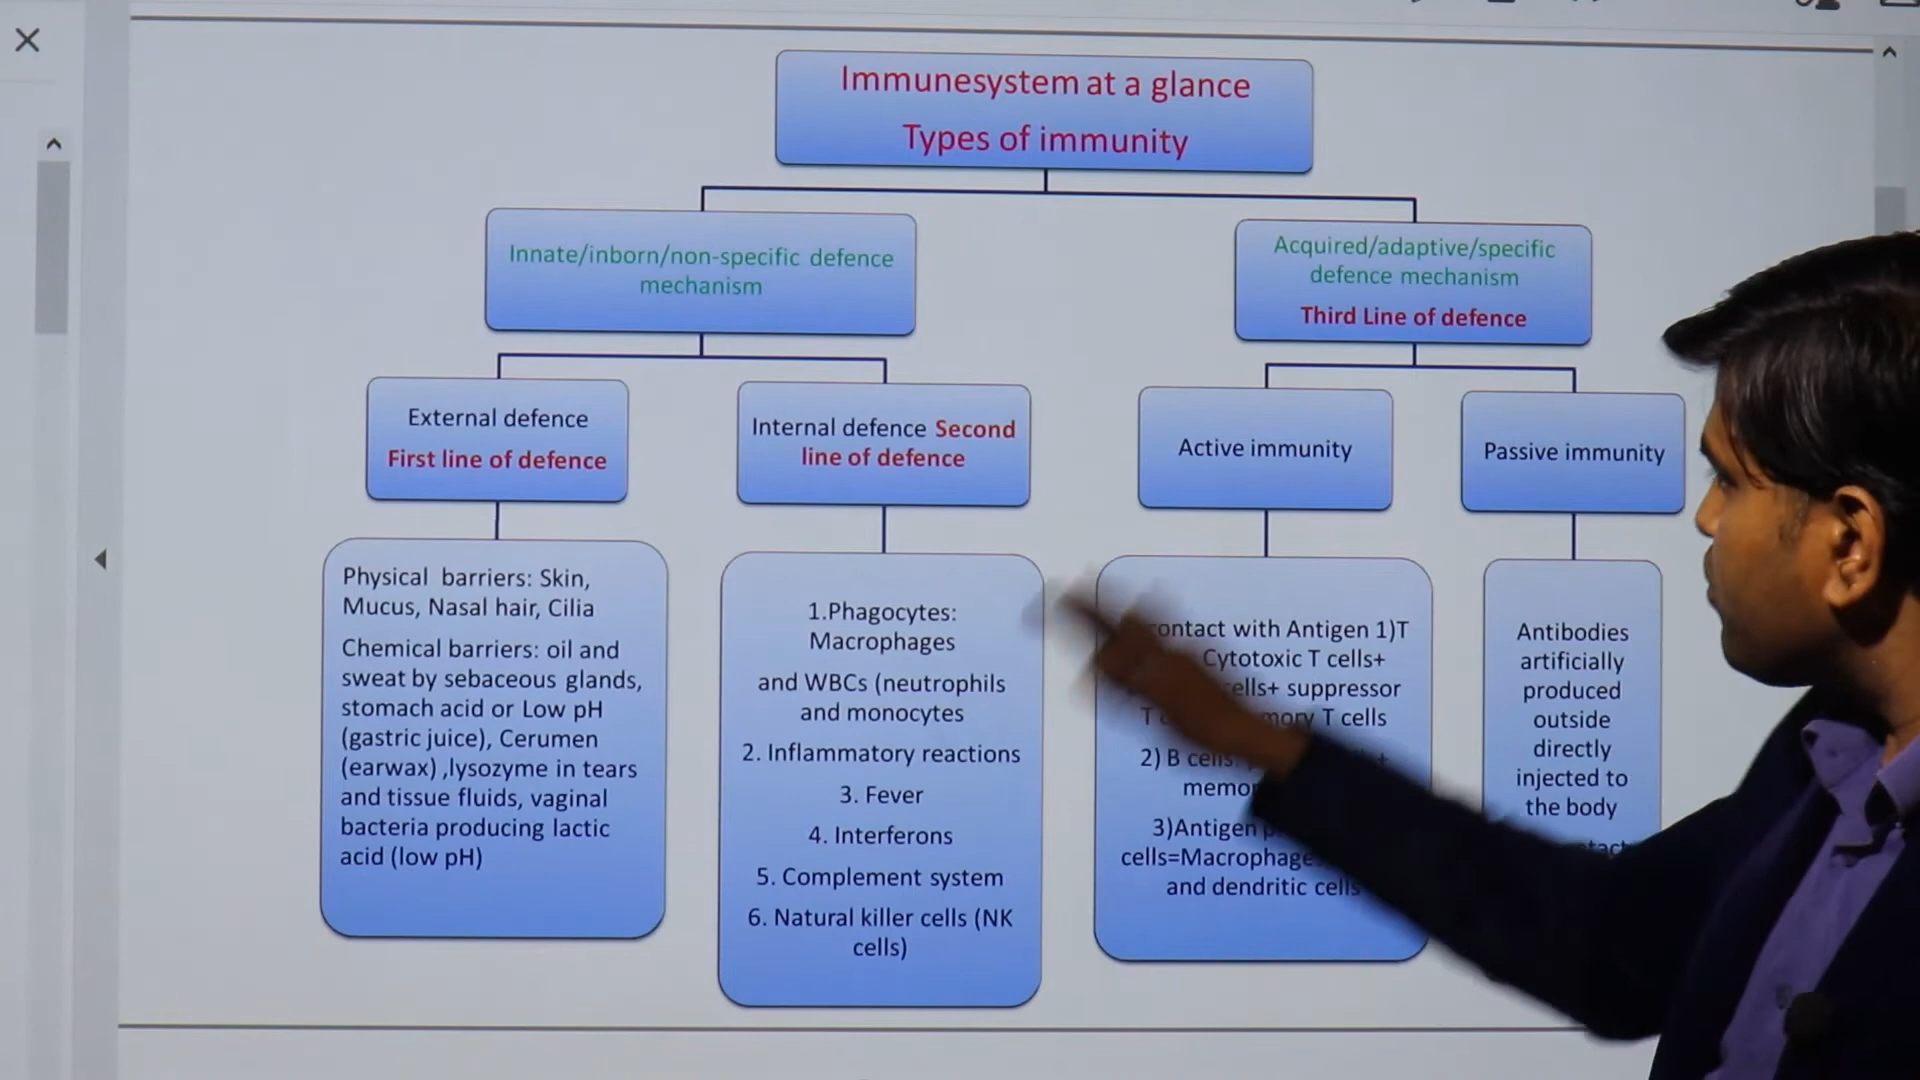 Immunesystem at a glance
Types of immunity
Innate/inborn/non-specific defence
mechanism
Acquired/adaptive/specific
defence mechanism
Third Line of defence
External defence
First line of defence
Internal defence Second
line of defence
Active immunity
Passive immunity
Physical barriers: Skin,
Mucus, Nasal hair, Cilia
Chemical barriers: oil and
sweat by sebaceous glands,
stomach acid or Low pH
(gastric juice), Cerumen
(earwax) ,lysozyme in tears
and tissue fluids, vaginal
bacteria producing lactic
acid (low pH)
1.Phagocytes:
Macrophages
and WBCs (neutrophils
and monocytes
2. Inflammatory reactions
3. Fever
4. Interferons
5. Complement system
6. Natural killer cells (NK
cells)
contact with Antigen 1)T
Cytotoxic T cells+
suppressor
T cells
2) B cells:
3)Antigen
and dendritic cells
Antibodies
artificially
produced
outside
directly
injected to
the body